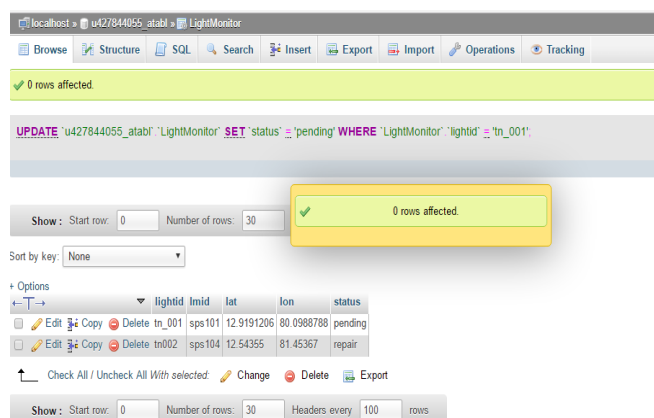 localhost » u427844055_atabl » LightMonitor
Browse Structure SQL Search Insert Export Import Operations Tracking
0 rows affected.
UPDATE `u427844055_atabl`.`LightMonitor` SET `status` = 'pending' WHERE `LightMonitor`.`lightid` = 'tn_001';
0 rows affected.
Show : Start row: 0 Number of rows: 30
Sort by key: None
+ Options
←T→ lightid lmid lat lon status
Edit Copy Delete tn_001 sps101 12.9191206 80.0988788 pending
Edit Copy Delete tn002 sps104 12.54355 81.45367 repair
Check All / Uncheck All With selected: Change Delete Export
Show : Start row: 0 Number of rows: 30 Headers every 100 rows